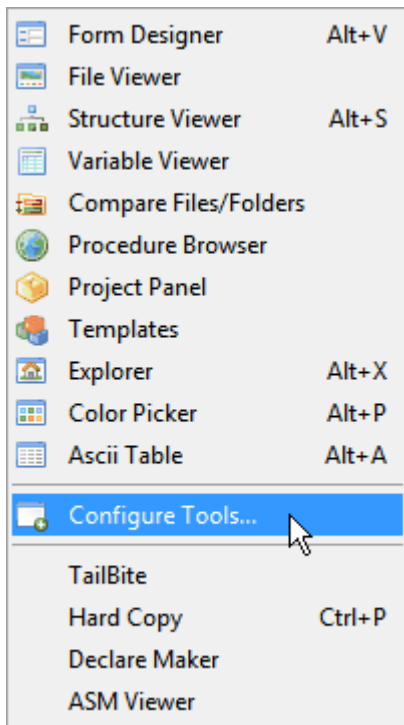 Form Designer Alt+V
File Viewer
Structure Viewer Alt+S
Variable Viewer
Compare Files/Folders
Procedure Browser
Project Panel
Templates
Explorer Alt+X
Color Picker Alt+P
Ascii Table Alt+A
Configure Tools...
TailBite
Hard Copy Ctrl+P
Declare Maker
ASM Viewer